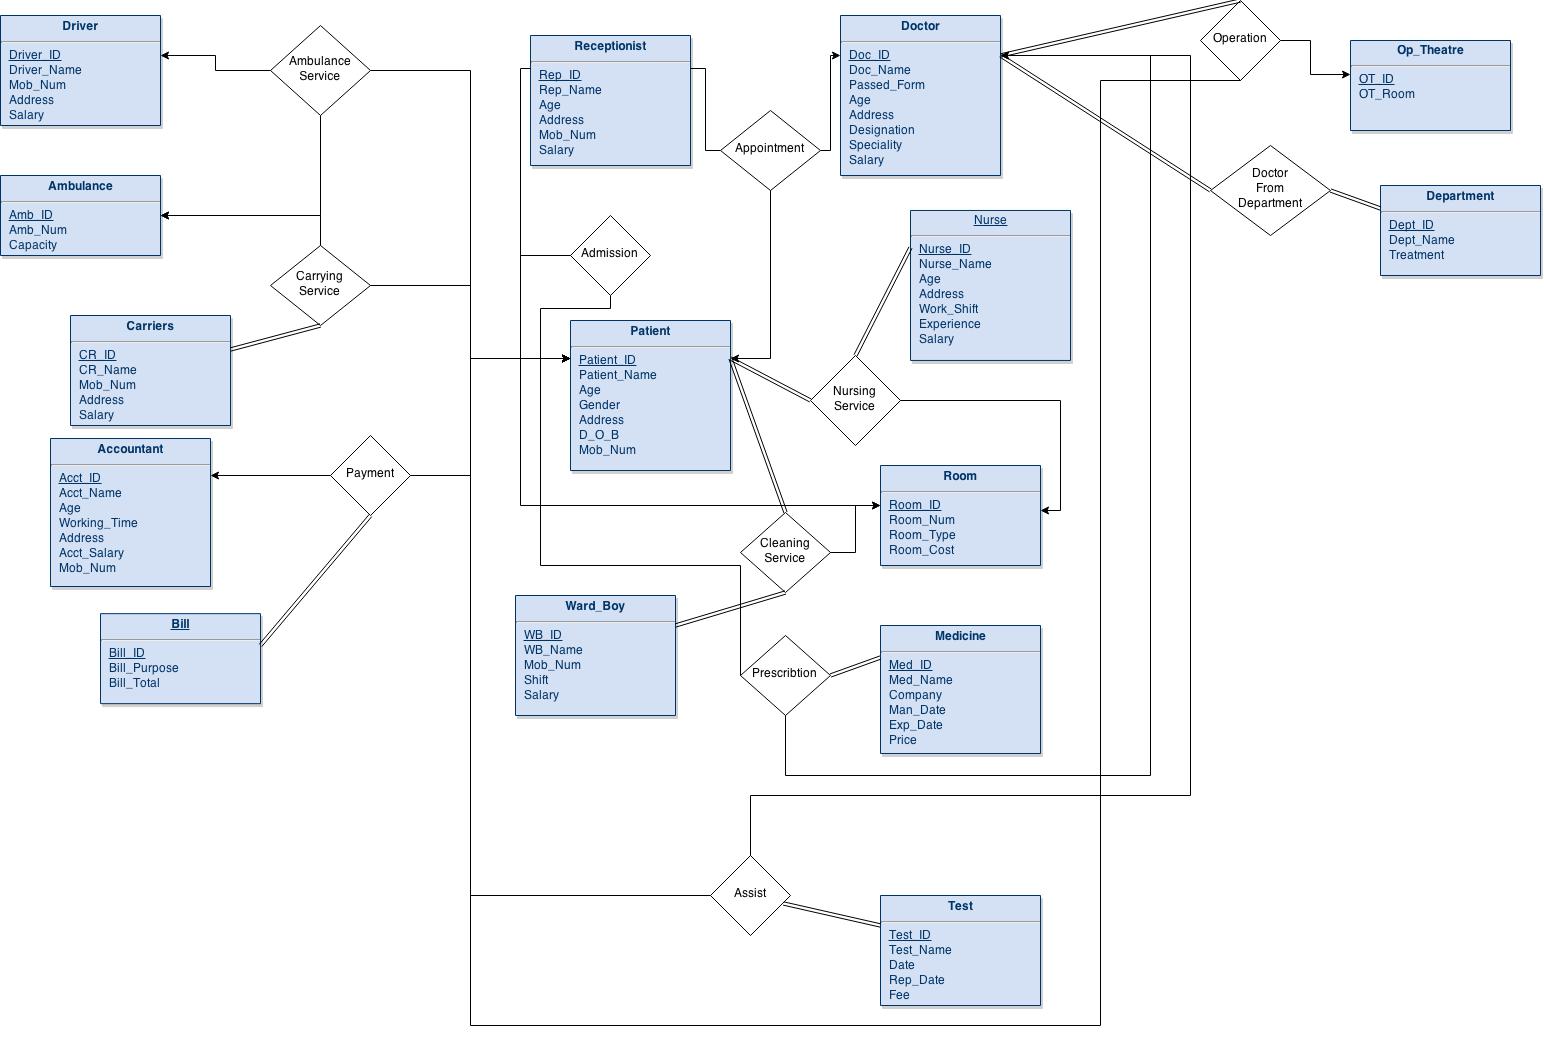 Driver
Driver_ID
Driver_Name
Mob_Num
Address
Salary
Ambulance
Service
Receptionist
Rep_ID
Rep_Name
Age
Address
Mob_Num
Salary
Doctor
Doc_ID
Doc_Name
Passed_Form
Age
Address
Designation
Speciality
Salary
Operation
Op_Theatre
OT_ID
OT_Room
Appointment
Ambulance
Amb_ID
Amb_Num
Capacity
Doctor
From
Department
Department
Dept_ID
Dept_Name
Treatment
Nurse
Nurse_ID
Nurse_Name
Age
Address
Work_Shift
Experience
Salary
Admission
Carrying
Service
Carriers
CR_ID
CR_Name
Mob_Num
Address
Salary
Patient
Patient_ID
Patient_Name
Age
Gender
Address
D_O_B
Mob_Num
Nursing
Service
Accountant
Acct_ID
Acct_Name
Age
Working_Time
Address
Acct_Salary
Mob_Num
Payment
Room
Room_ID
Room_Num
Room_Type
Room_Cost
Cleaning
Service
Bill
Bill_ID
Bill_Purpose
Bill_Total
Ward_Boy
WB_ID
WB_Name
Mob_Num
Shift
Salary
Prescribtion
Medicine
Med_ID
Med_Name
Company
Man_Date
Exp_Date
Price
Assist
Test
Test_ID
Test_Name
Date
Rep_Date
Fee